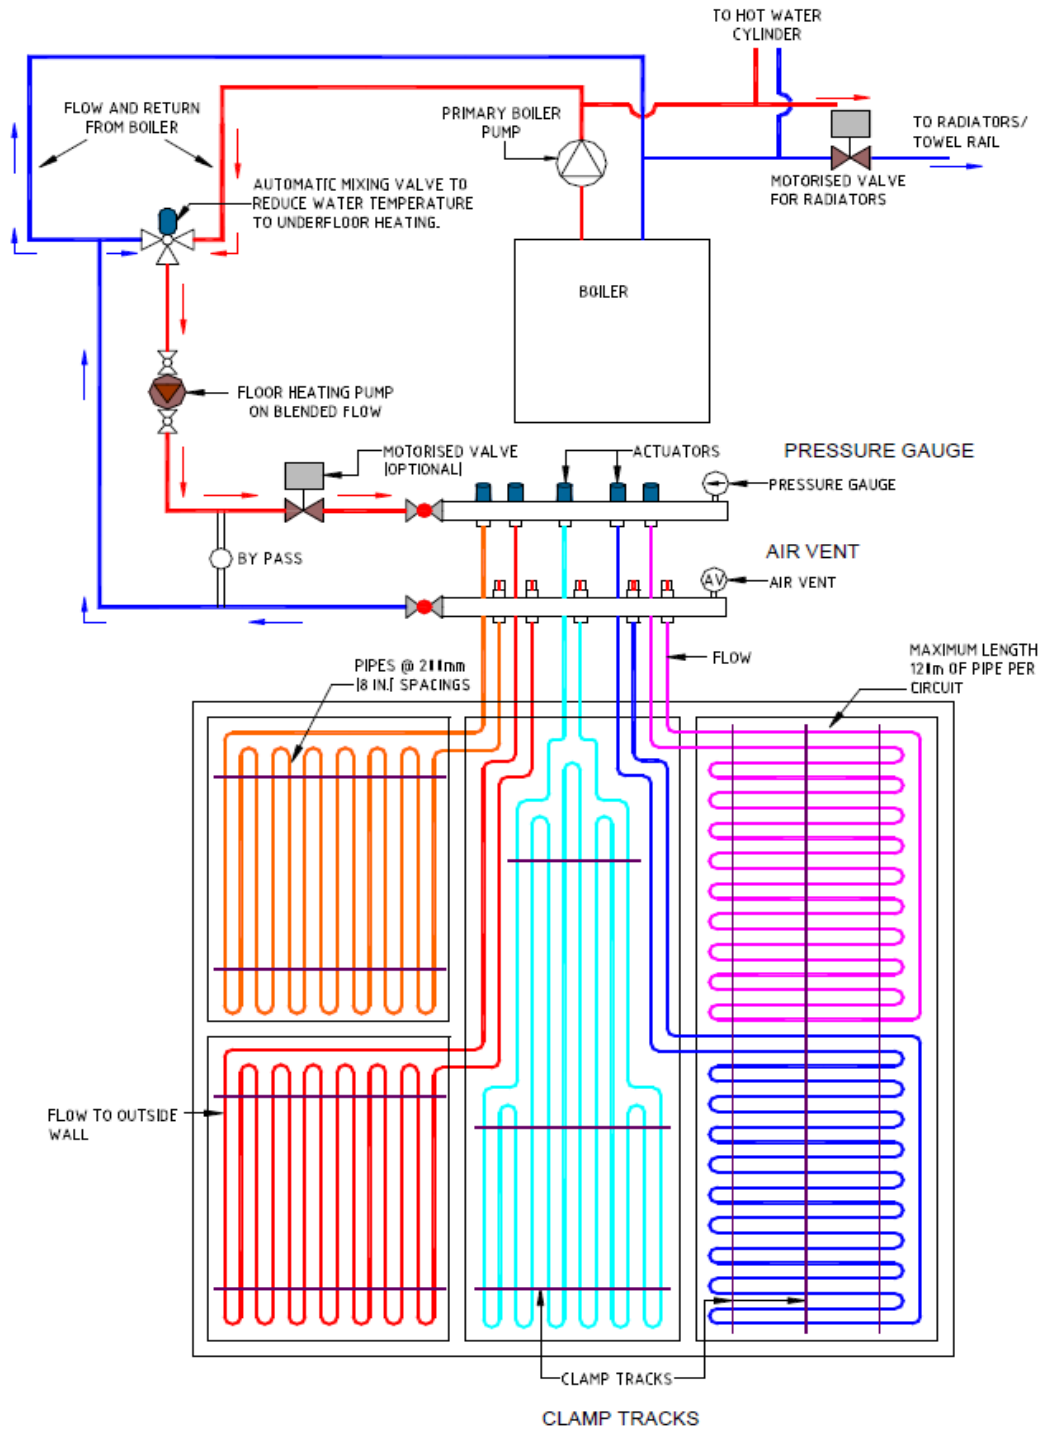 TO HOT WATER
CYLINDER
FLOW AND RETURN
FROM BOILER
PRIMARY BOILER
PUMP
TO RADIATORS/
TOWEL RAIL
AUTOMATIC MIXING VALVE TO
REDUCE WATER TEMPERATURE
TO UNDERFLOOR HEATING.
MOTORISED VALVE
FOR RADIATORS
BOILER
FLOOR HEATING PUMP
ON BLENDED FLOW
MOTORISED VALVE
(OPTIONAL)
ACTUATORS
PRESSURE GAUGE
PRESSURE GAUGE
BY PASS
AIR VENT
AV
AIR VENT
FLOW
PIPES @ 200mm
(8 IN.) SPACINGS
MAXIMUM LENGTH
120m OF PIPE PER
CIRCUIT
FLOW TO OUTSIDE
WALL
CLAMP TRACKS
CLAMP TRACKS